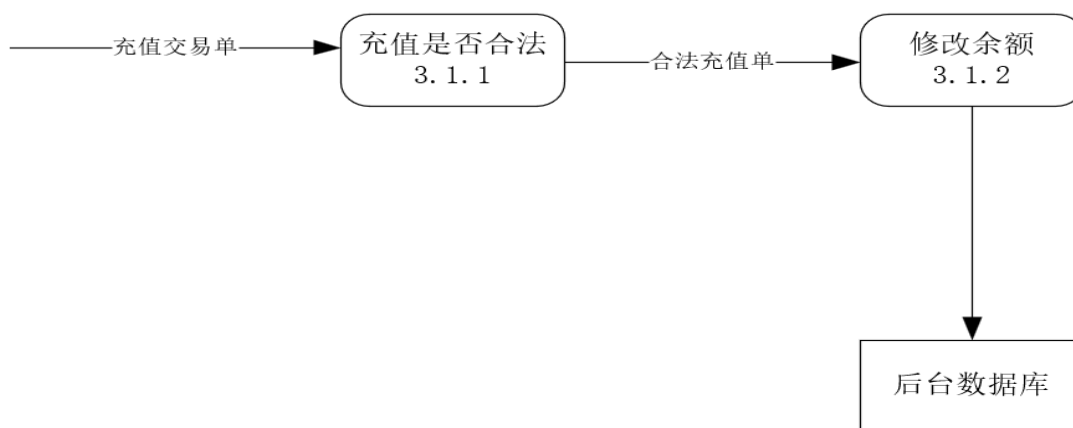 充值交易单
充值是否合法
3.1.1
合法充值单
修改余额
3.1.2
后台数据库